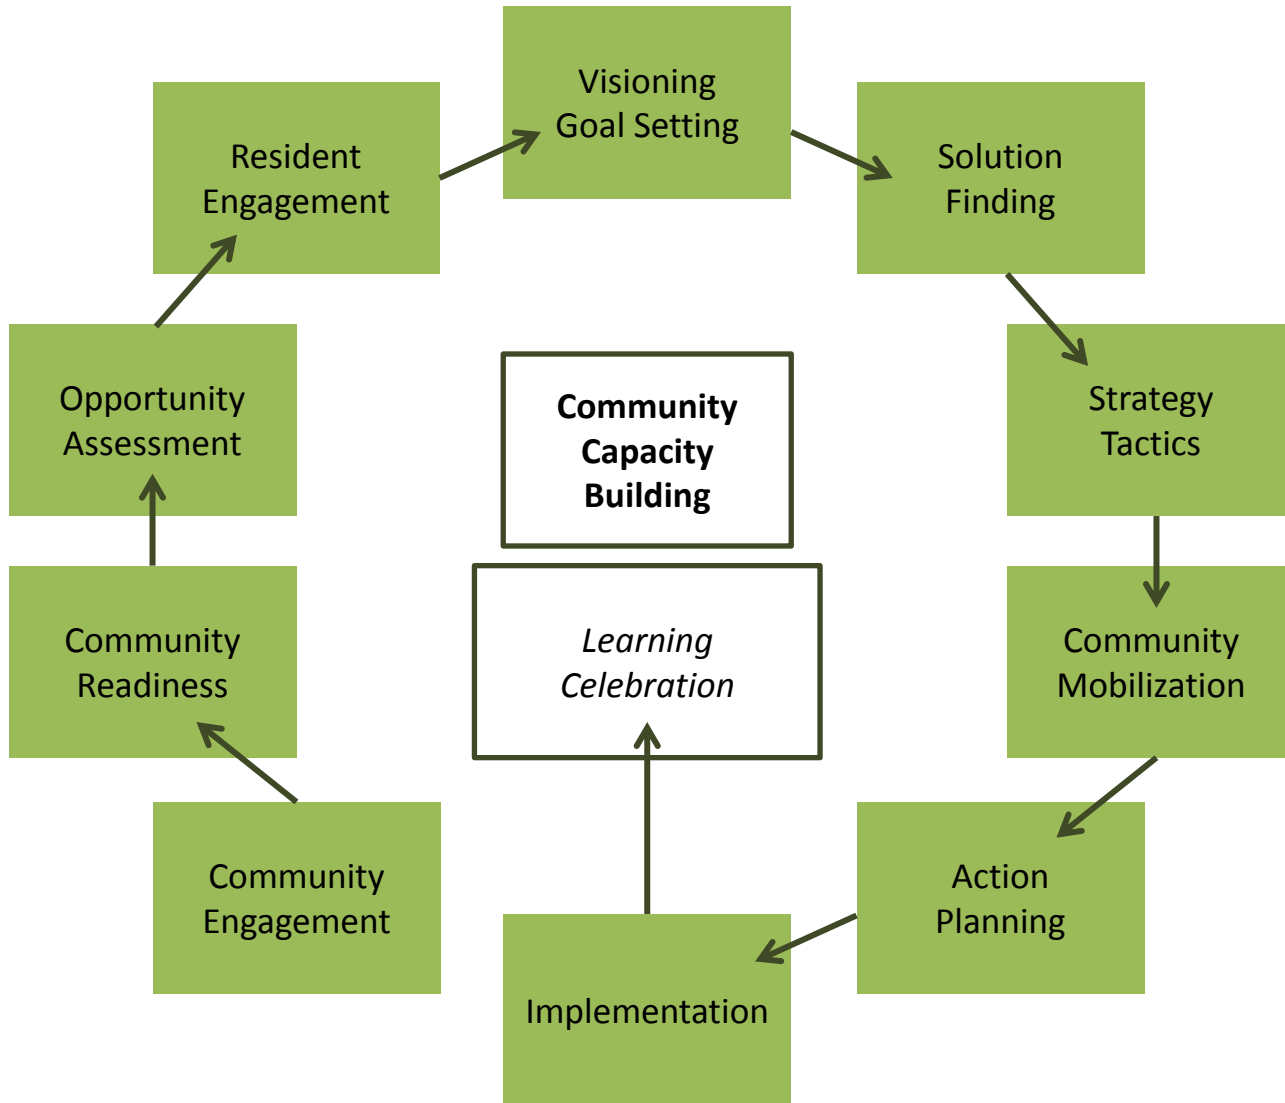 Visioning
Goal Setting
Resident
Engagement
Solution
Finding
Opportunity
Assessment
Community
Capacity
Building
Strategy
Tactics
Community
Readiness
Learning
Celebration
Community
Mobilization
Community
Engagement
Action
Planning
Implementation